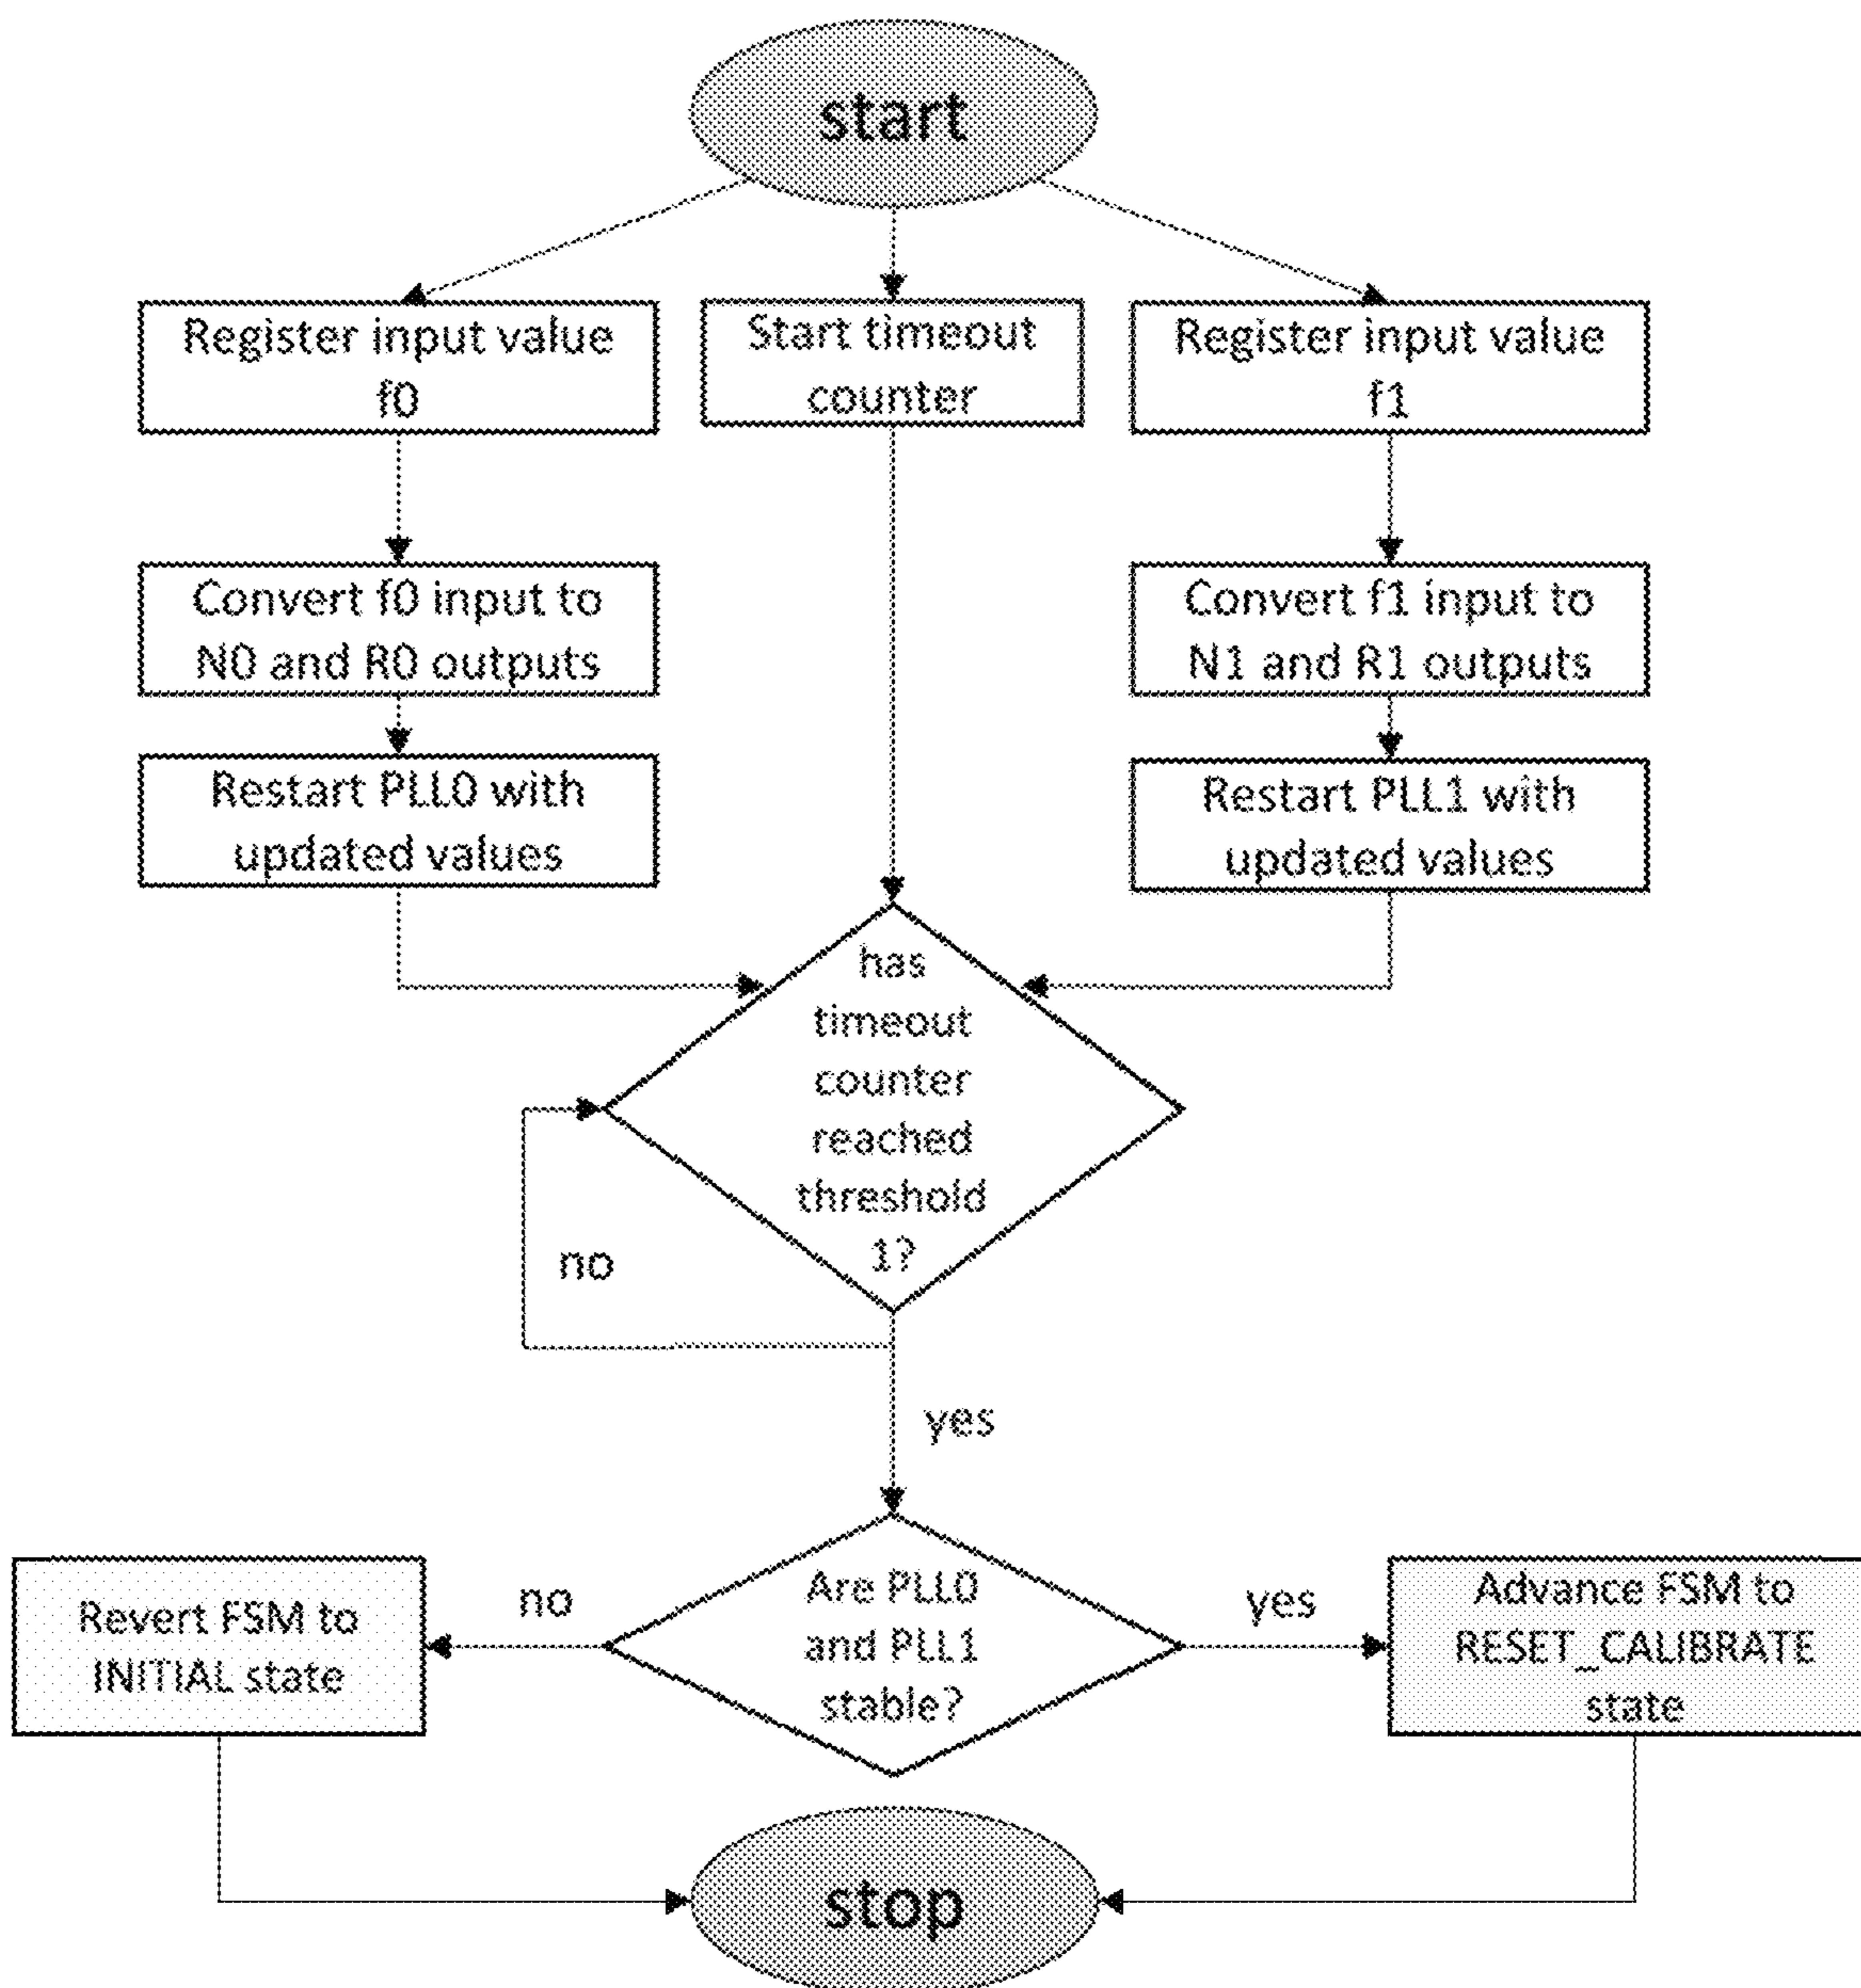 start
Register input value
f0
Start timeout
counter
Register input value
f1
Convert f0 input to
N0 and R0 outputs
Convert f1 input to
N1 and R1 outputs
Restart PLL0 with
updated values
Restart PLL1 with
updated values
has
timeout
counter
reached
threshold
1?
no
yes
Revert FSM to
INITIAL state
no
Are PLL0
and PLL1
stable?
yes
Advance FSM to
RESET_CALIBRATE
state
stop